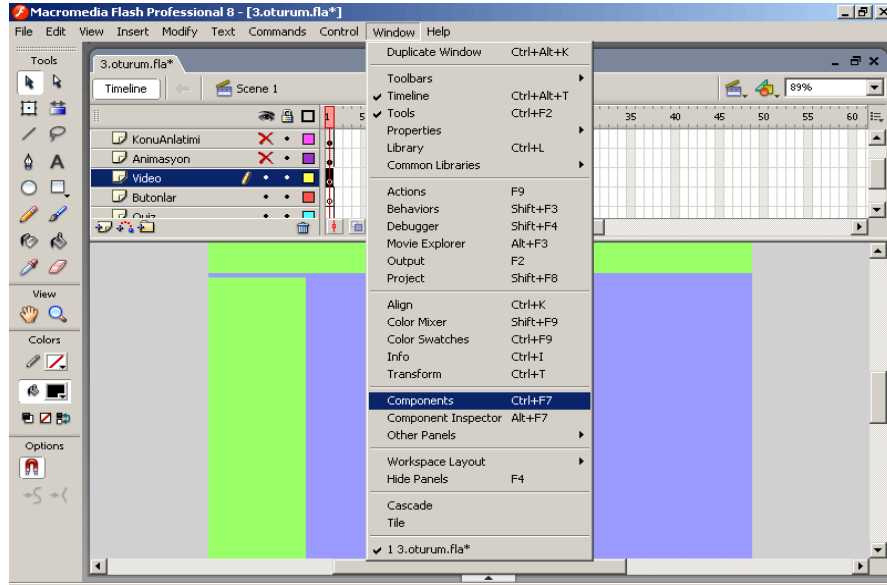 Macromedia Flash Professional 8 - [3.oturum.fla*]
File Edit View Insert Modify Text Commands Control Window Help
Tools
View
Colors
Options
3.oturum.fla*
Timeline
Scene 1
89%
1 5 35 40 45 50 55 60
KonuAnlatimi
Animasyon
Video
Butonlar
Quiz
Duplicate Window Ctrl+Alt+K
Toolbars
Timeline Ctrl+Alt+T
Tools Ctrl+F2
Properties
Library Ctrl+L
Common Libraries
Actions F9
Behaviors Shift+F3
Debugger Shift+F4
Movie Explorer Alt+F3
Output F2
Project Shift+F8
Align Ctrl+K
Color Mixer Shift+F9
Color Swatches Ctrl+F9
Info Ctrl+I
Transform Ctrl+T
Components Ctrl+F7
Component Inspector Alt+F7
Other Panels
Workspace Layout
Hide Panels F4
Cascade
Tile
1 3.oturum.fla*